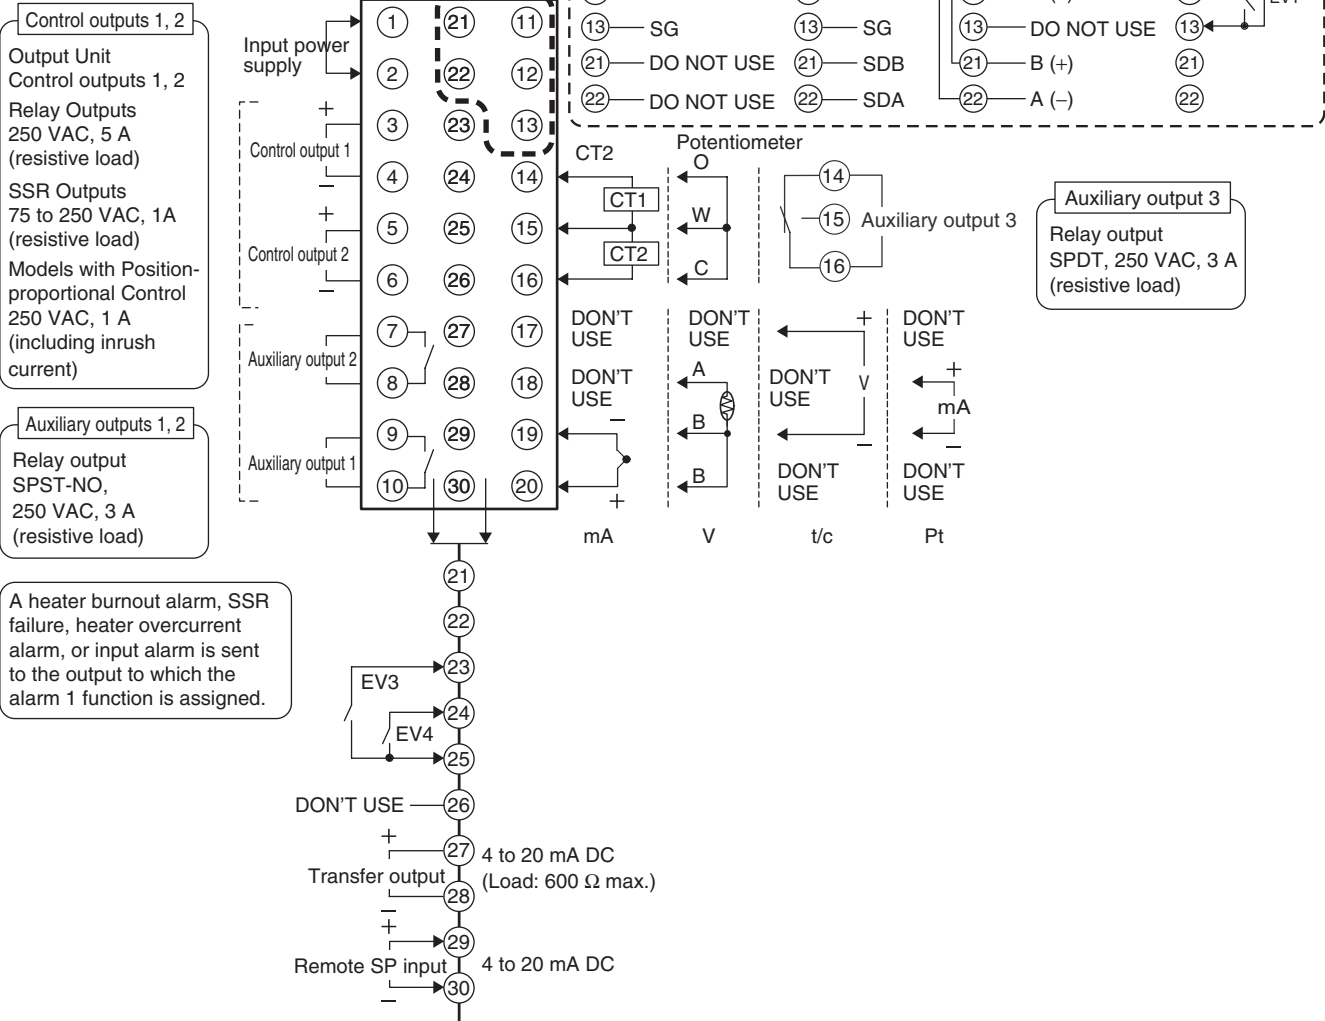 Control outputs 1, 2
Output Unit
Control outputs 1, 2
Relay Outputs
250 VAC, 5 A
(resistive load)
SSR Outputs
75 to 250 VAC, 1A
(resistive load)
Models with Position-
proportional Control
250 VAC, 1 A
(including inrush
current)
Auxiliary outputs 1, 2
Relay output
SPST-NO,
250 VAC, 3 A
(resistive load)
A heater burnout alarm, SSR
failure, heater overcurrent
alarm, or input alarm is sent
to the output to which the
alarm 1 function is assigned.
Input power
supply
+
Control output 1
−
+
Control output 2
−
Auxiliary output 2
Auxiliary output 1
1 21 11
2 22 12
3 23 13
4 24 14
5 25 15
6 26 16
7 27 17
8 28 18
9 29 19
10 30 20
13 SG
21 DO NOT USE
22 DO NOT USE
13 SG
21 SDB
22 SDA
13 DO NOT USE
21 B (+)
22 A (−)
13
21
22
CT2
CT1
CT2
Potentiometer
O
W
C
14
15
16
Auxiliary output 3
Auxiliary output 3
Relay output
SPDT, 250 VAC, 3 A
(resistive load)
DON'T
USE
DON'T
USE
−
+
mA
DON'T
USE
A
B
B
V
+
DON'T
USE
V
−
DON'T
USE
t/c
DON'T
USE
+
mA
−
DON'T
USE
Pt
21
22
23
EV3
24
EV4
25
DON'T USE 26
+
27 4 to 20 mA DC
Transfer output (Load: 600 Ω max.)
28
−
+
29
Remote SP input 4 to 20 mA DC
30
−